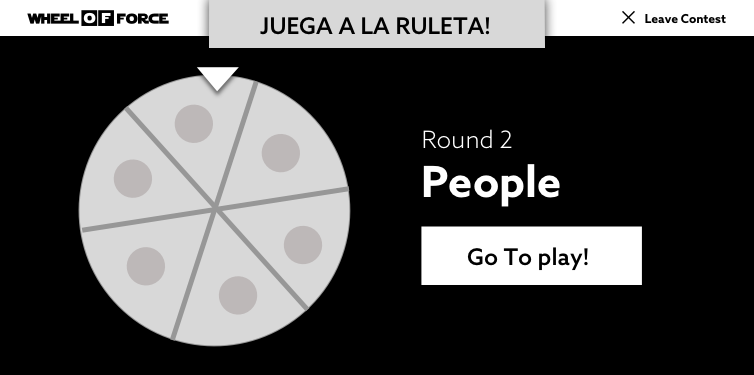 WHEEL OF FORCE
JUEGA A LA RULETA!
Leave Contest
Round 2
People
Go To play!